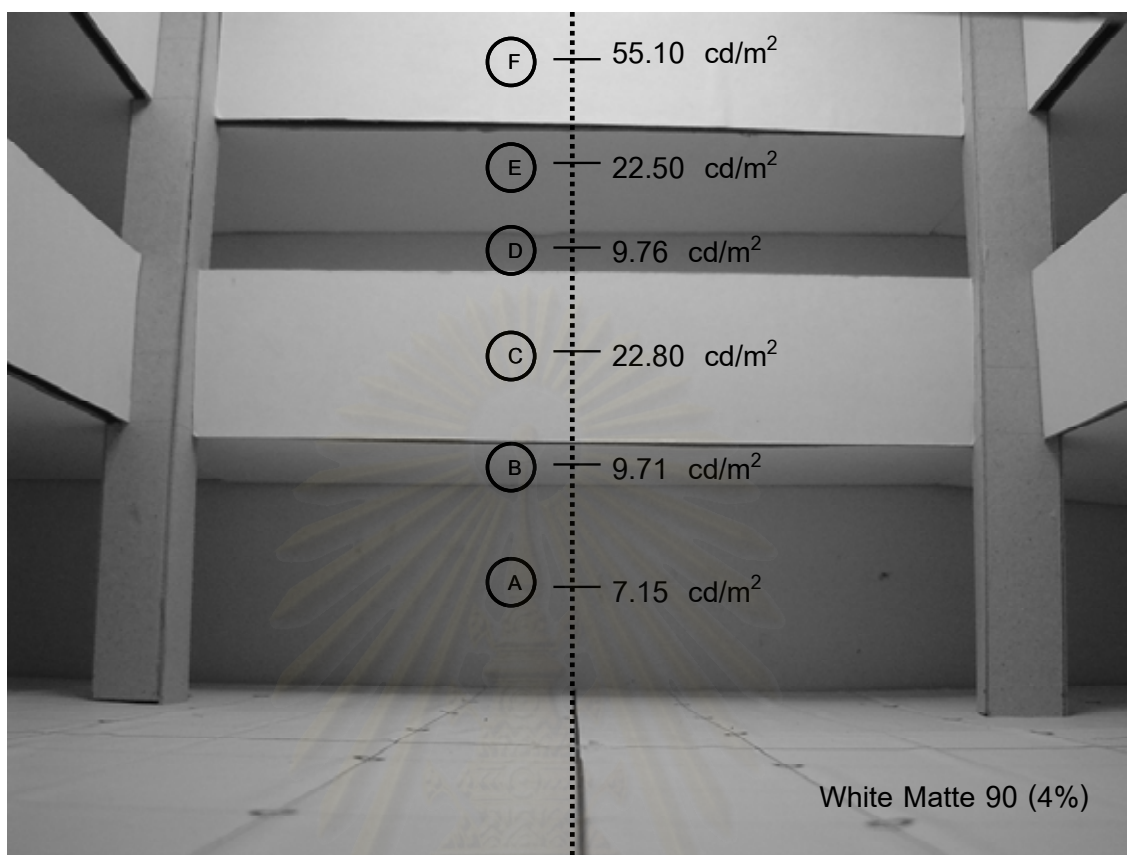 F 55.10 cd/m²
E 22.50 cd/m²
D 9.76 cd/m²
C 22.80 cd/m²
B 9.71 cd/m²
A 7.15 cd/m²
White Matte 90 (4%)